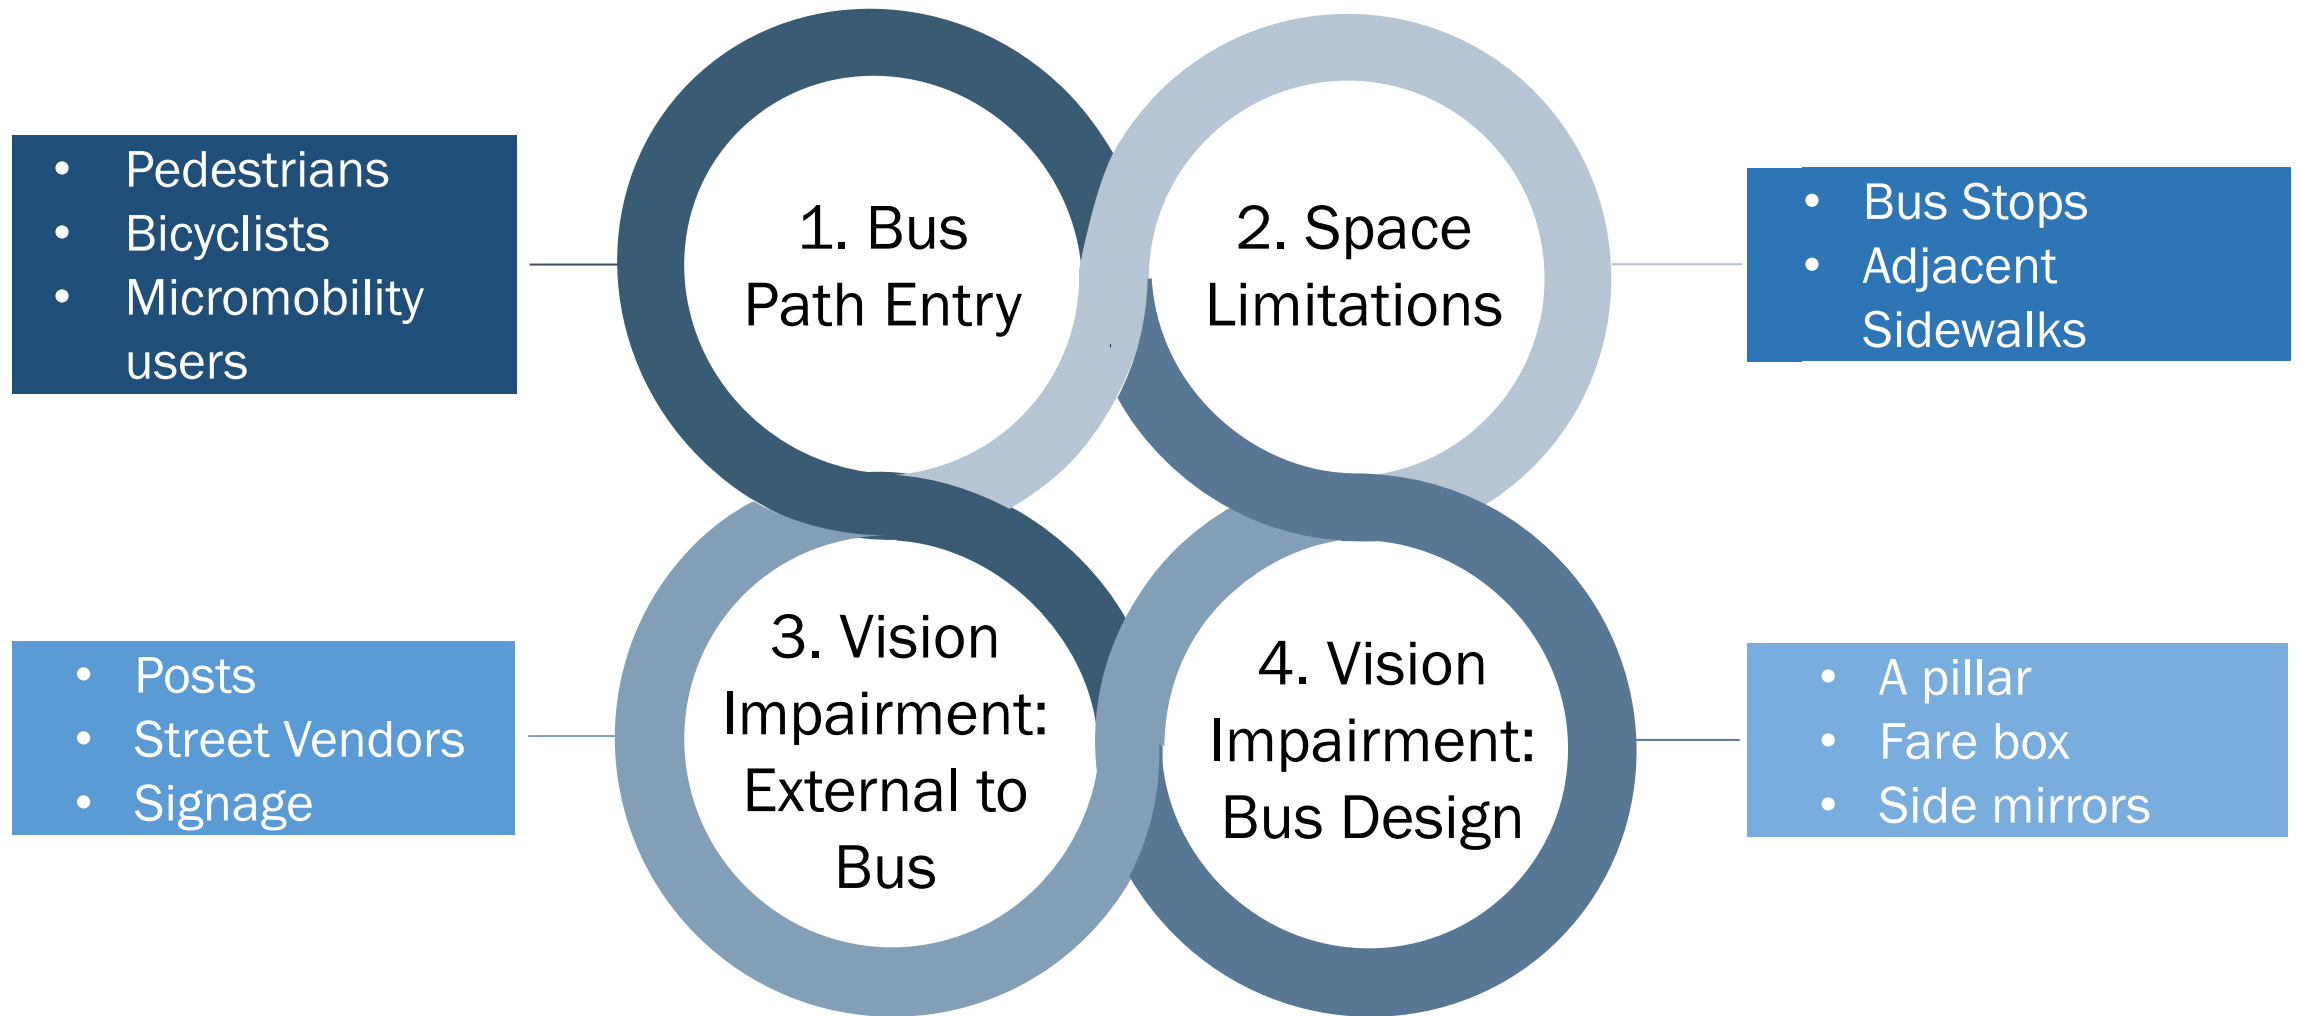 • Pedestrians
• Bicyclists
• Micromobility
users
1. Bus
Path Entry
2. Space
Limitations
• Bus Stops
• Adjacent
Sidewalks
• Posts
• Street Vendors
• Signage
3. Vision
Impairment:
External to
Bus
4. Vision
Impairment:
Bus Design
• A pillar
• Fare box
• Side mirrors